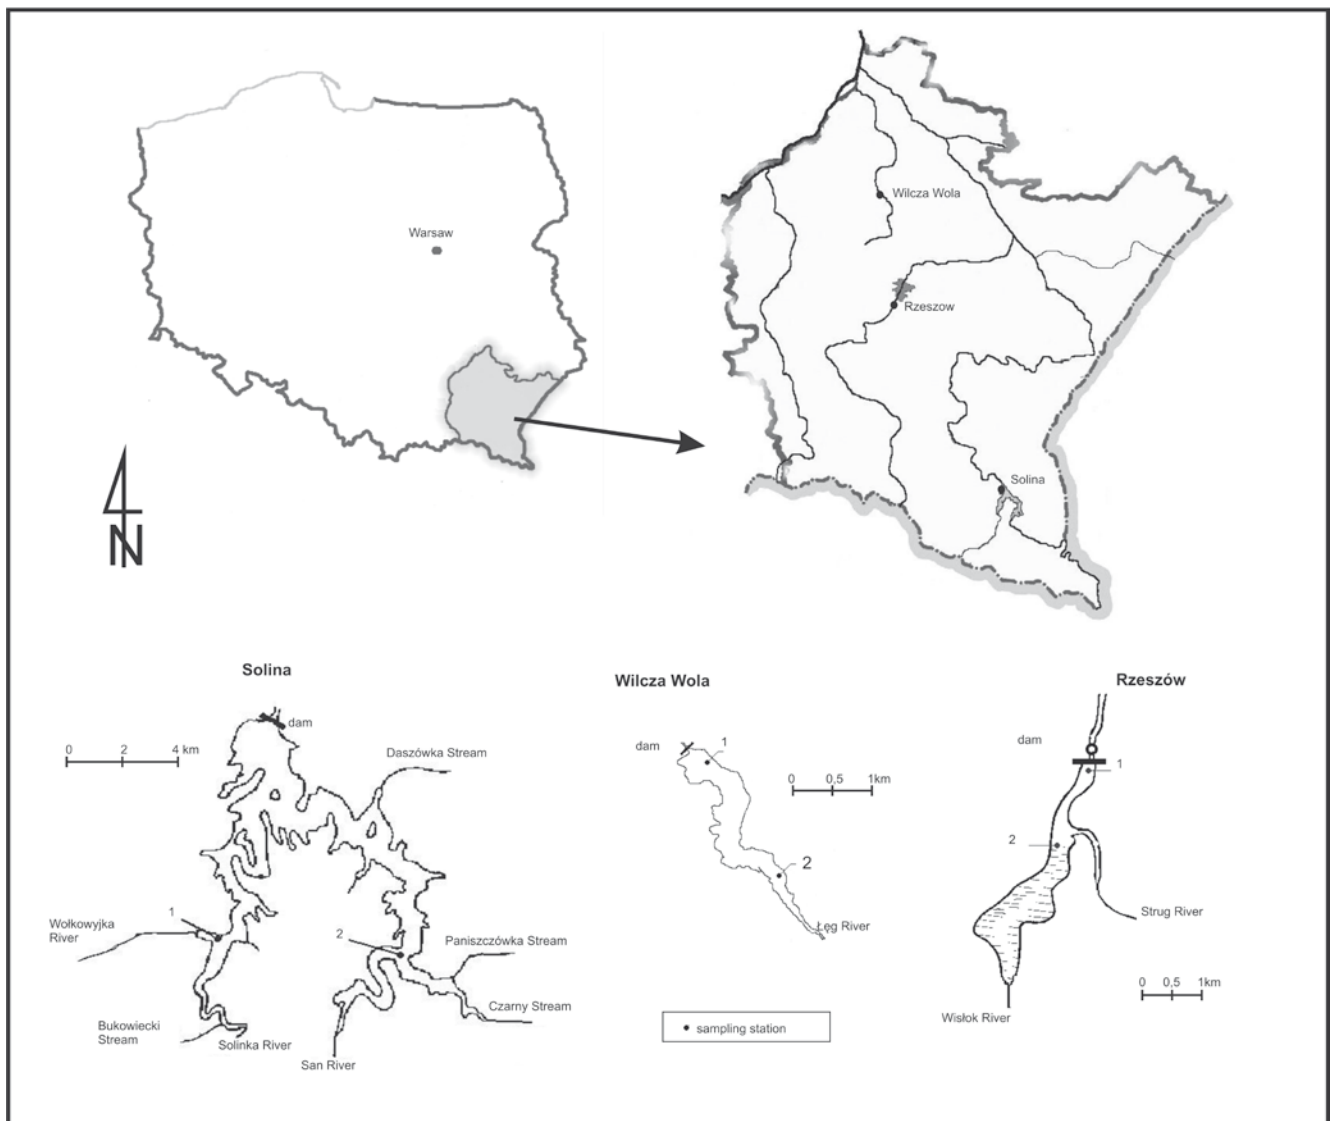 Warsaw
N
Wilcza Wola
Rzeszow
Solina
Solina
dam
0 2 4 km
Daszówka Stream
1
Wołkowyjka
River
2
Paniszczówka Stream
Czarny Stream
Bukowiecki
Stream
Solinka River
San River
Wilcza Wola
dam
1
0 0,5 1km
2
Łęg River
sampling station
Rzeszów
dam
1
2
Strug River
0 0,5 1km
Wisłok River